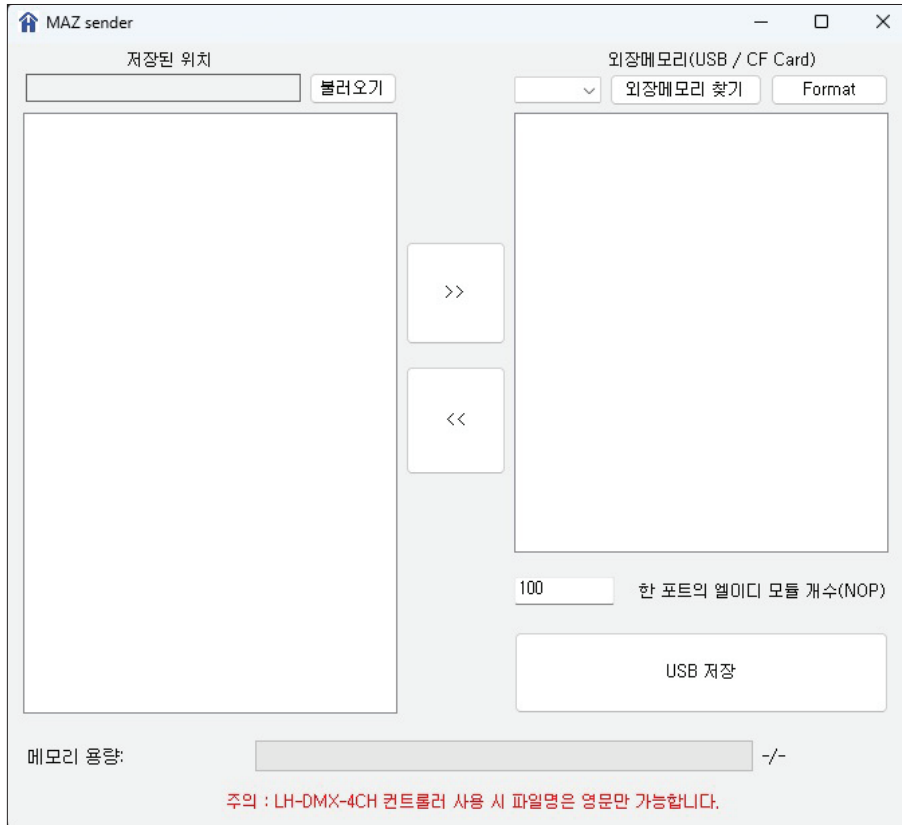 MAZ sender
저장된 위치
외장메모리(USB / CF Card)
불러오기
외장메모리 찾기
Format
>>
<<
100
한 포트의 엘이디 모듈 개수(NOP)
USB 저장
메모리 용량:
-/-
주의 : LH-DMX-4CH 컨트롤러 사용 시 파일명은 영문만 가능합니다.